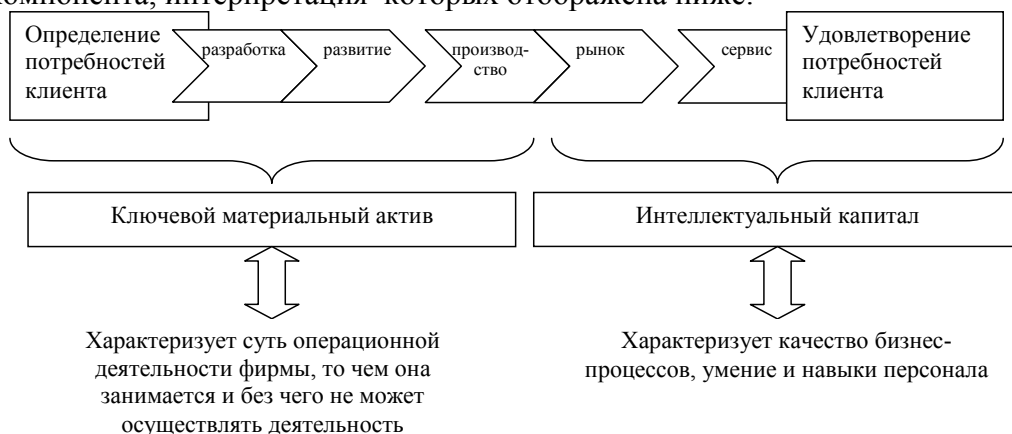 компонента, интерпретация которых отображена ниже:
Определение
потребностей
клиента
разработка
развитие
производ-
ство
рынок
сервис
Удовлетворение
потребностей
клиента
Ключевой материальный актив
Интеллектуальный капитал
Характеризует суть операционной
деятельности фирмы, то чем она
занимается и без чего не может
осуществлять деятельность
Характеризует качество бизнес-
процессов, умение и навыки персонала